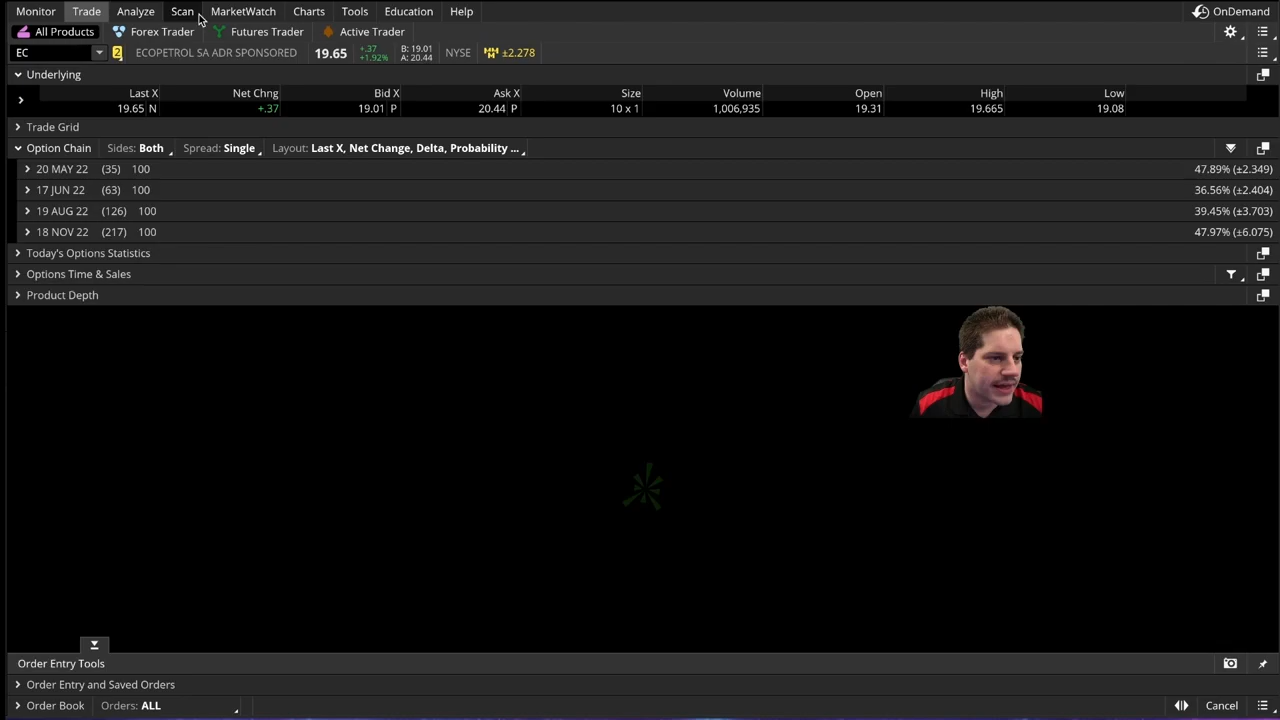 Monitor Trade Analyze Scan MarketWatch Charts Tools Education Help OnDemand
All Products Forex Trader Futures Trader Active Trader
EC 2 ECOPETROL SA ADR SPONSORED 19.65 +.37 +1.92% B: 19.01 A: 20.44 NYSE ±2.278
Underlying
Last X Net Chng Bid X Ask X Size Volume Open High Low
19.65 N +.37 19.01 P 20.44 P 10 x 1 1,006,935 19.31 19.665 19.08
Trade Grid
Option Chain Sides: Both Spread: Single Layout: Last X, Net Change, Delta, Probability ...
20 MAY 22 (35) 100 47.89% (±2.349)
17 JUN 22 (63) 100 36.56% (±2.404)
19 AUG 22 (126) 100 39.45% (±3.703)
18 NOV 22 (217) 100 47.97% (±6.075)
Today's Options Statistics
Options Time & Sales
Product Depth
Order Entry Tools
Order Entry and Saved Orders
Order Book Orders: ALL Cancel